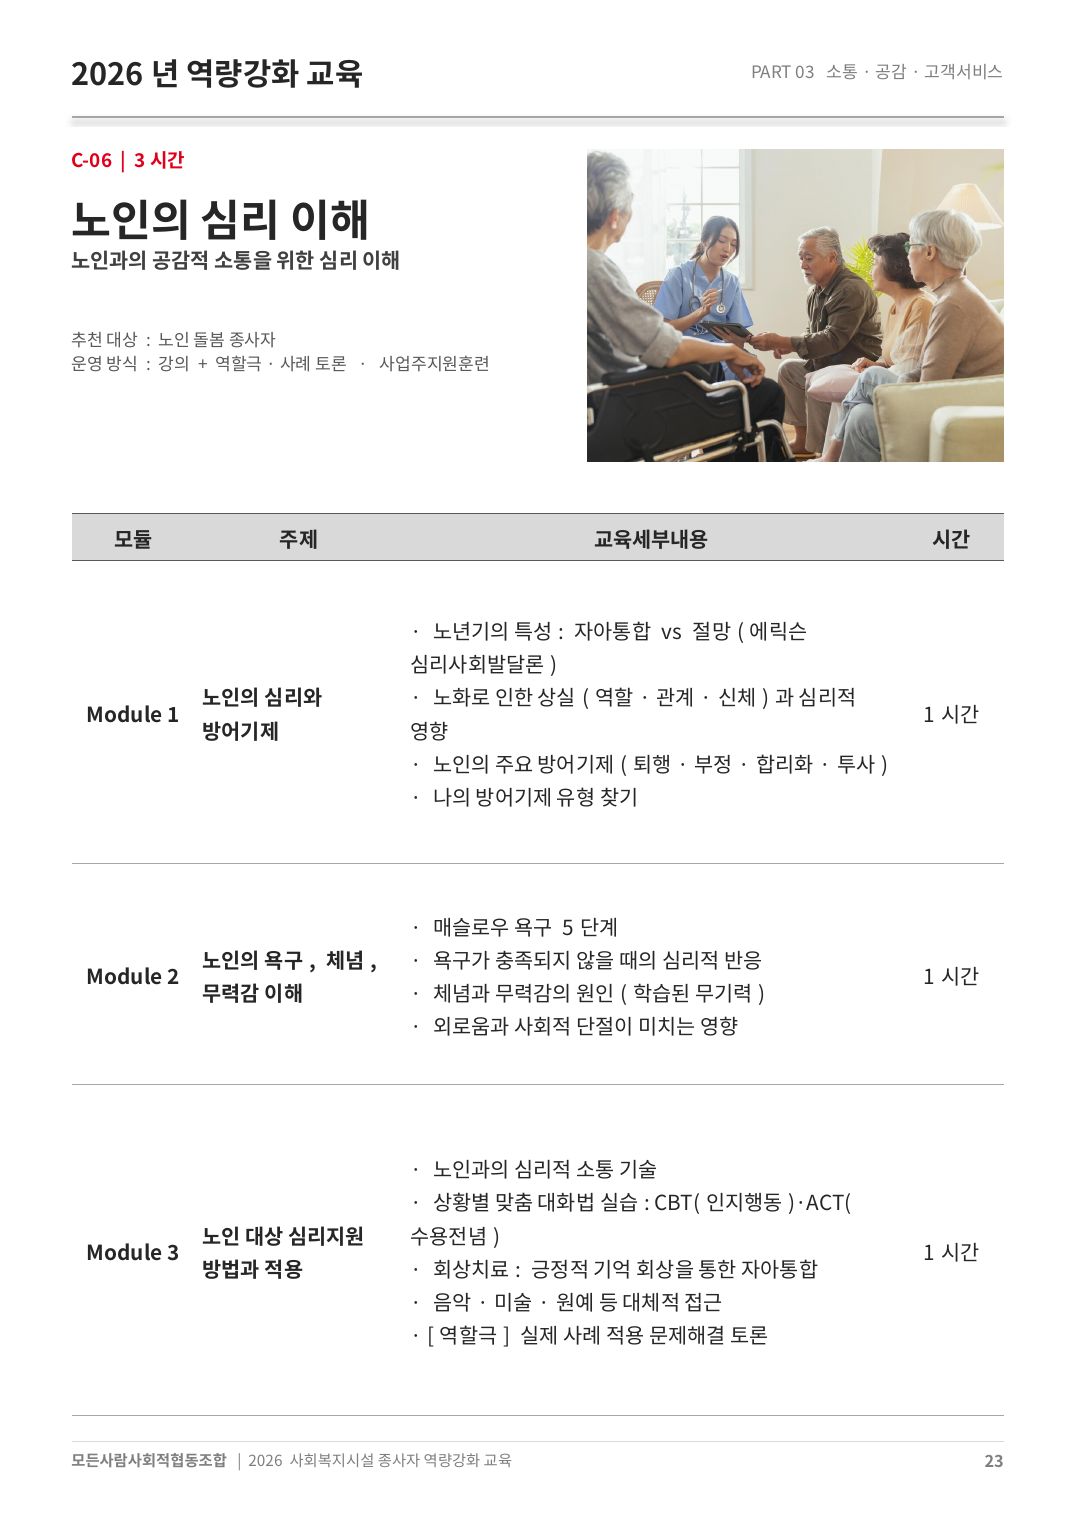 2026 년 역량강화 교육
PART 03 소통 · 공감 · 고객서비스
C-06 | 3 시간
노인의 심리 이해
노인과의 공감적 소통을 위한 심리 이해
추천 대상 : 노인 돌봄 종사자
운영 방식 : 강의 + 역할극 · 사례 토론 · 사업주지원훈련
모듈 주제 교육세부내용 시간
Module 1
노인의 심리와
방어기제
· 노년기의 특성 : 자아통합 vs 절망 ( 에릭슨
심리사회발달론 )
· 노화로 인한 상실 ( 역할 · 관계 · 신체 ) 과 심리적
영향
· 노인의 주요 방어기제 ( 퇴행 · 부정 · 합리화 · 투사 )
· 나의 방어기제 유형 찾기
1 시간
Module 2
노인의 욕구 , 체념 ,
무력감 이해
· 매슬로우 욕구 5 단계
· 욕구가 충족되지 않을 때의 심리적 반응
· 체념과 무력감의 원인 ( 학습된 무기력 )
· 외로움과 사회적 단절이 미치는 영향
1 시간
Module 3
노인 대상 심리지원
방법과 적용
· 노인과의 심리적 소통 기술
· 상황별 맞춤 대화법 실습 : CBT( 인지행동 )·ACT(
수용전념 )
· 회상치료 : 긍정적 기억 회상을 통한 자아통합
· 음악 · 미술 · 원예 등 대체적 접근
· [ 역할극 ] 실제 사례 적용 문제해결 토론
1 시간
모든사람사회적협동조합 | 2026 사회복지시설 종사자 역량강화 교육
23